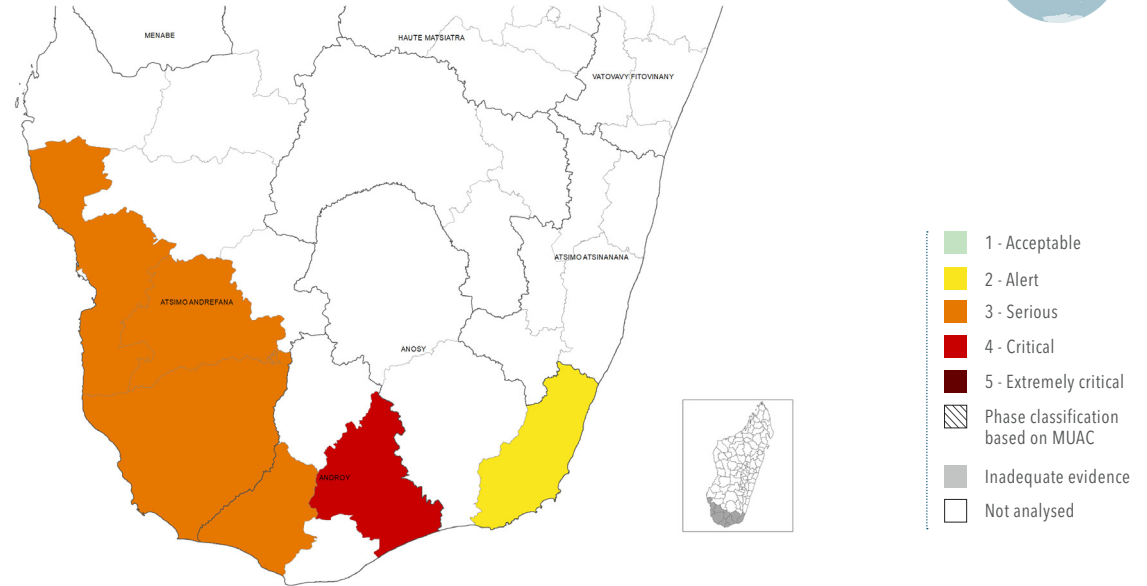 MENABE
HAUTE MATSIATRA
VATOVAVY FITOVINANY
ATSIMO ATSINANANA
ATSIMO ANDREFANA
ANOSY
ANDROY
1 - Acceptable
2 - Alert
3 - Serious
4 - Critical
5 - Extremely critical
Phase classification
based on MUAC
Inadequate evidence
Not analysed